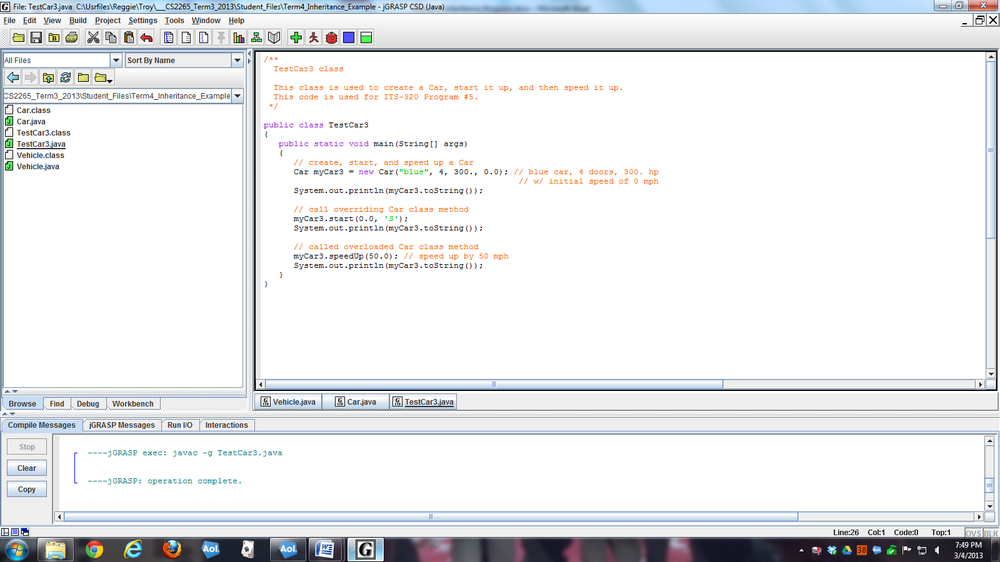 File: TestCar3.java  C:\Usrfiles\Reggie\Troy\___CS2265_Term3_2013\Student_Files\Term4_Inheritance_Example - jGRASP CSD (Java)
File Edit View Build Project Settings Tools Window Help
All Files
Sort By Name
CS2265_Term3_2013\Student_Files\Term4_Inheritance_Example
Car.class
Car.java
TestCar3.class
TestCar3.java
Vehicle.class
Vehicle.java
Browse Find Debug Workbench
/**
  TestCar3 class
  This class is used to create a Car, start it up, and then speed it up.
  This code is used for ITS-320 Program #5.
 */
public class TestCar3
{
   public static void main(String[] args)
   {
      // create, start, and speed up a Car
      Car myCar3 = new Car("blue", 4, 300., 0.0); // blue car, 4 doors, 300. hp
                                                   // w/ initial speed of 0 mph
      System.out.println(myCar3.toString());
      // call overriding Car class method
      myCar3.start(0.0, 'S');
      System.out.println(myCar3.toString());
      // called overloaded Car class method
      myCar3.speedUp(50.0); // speed up by 50 mph
      System.out.println(myCar3.toString());
   }
}
Vehicle.java Car.java TestCar3.java
Compile Messages jGRASP Messages Run I/O Interactions
Stop
Clear
Copy
----jGRASP exec: javac -g TestCar3.java
----jGRASP: operation complete.
Line:26 Col:1 Code:0 Top:1 OVS BLK
Aol.
Aol.
38
7:49 PM
3/4/2013